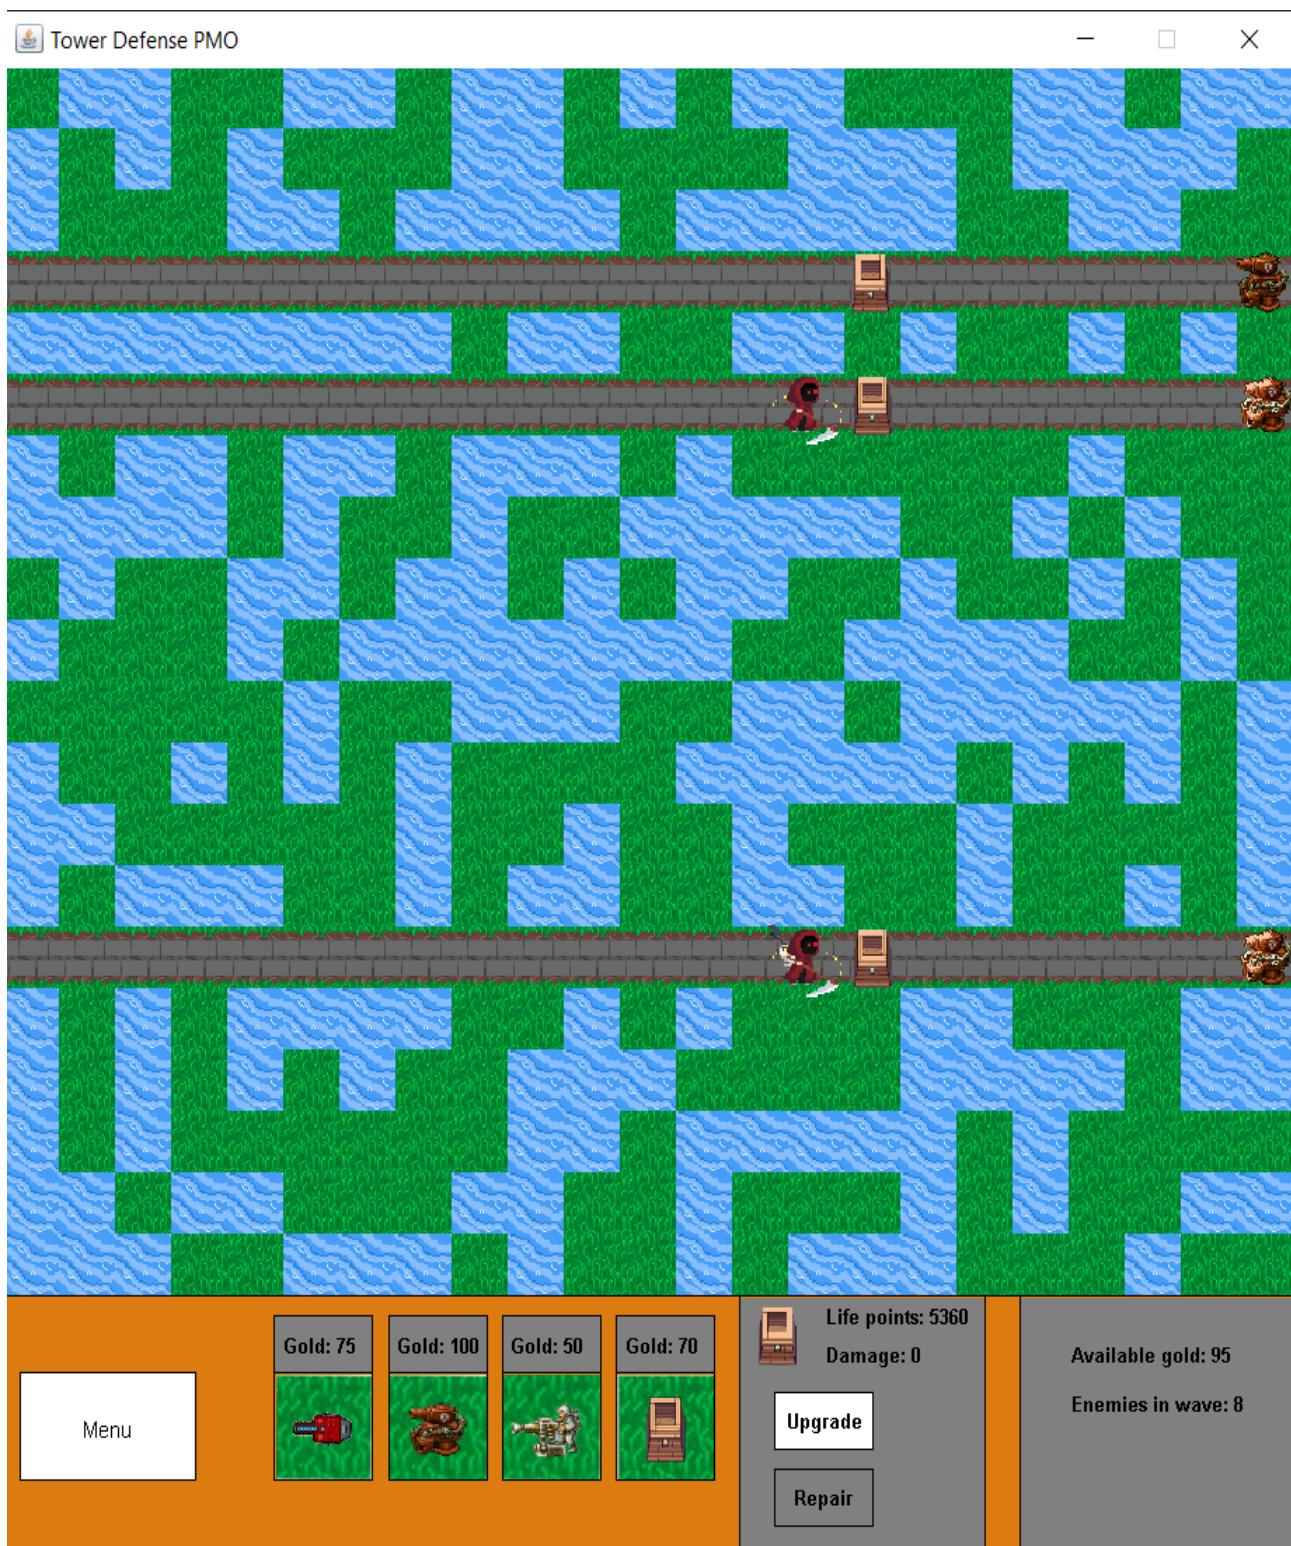 Tower Defense PMO
Gold: 75
Gold: 100
Gold: 50
Gold: 70
Menu
Life points: 5360
Damage: 0
Upgrade
Repair
Available gold: 95
Enemies in wave: 8